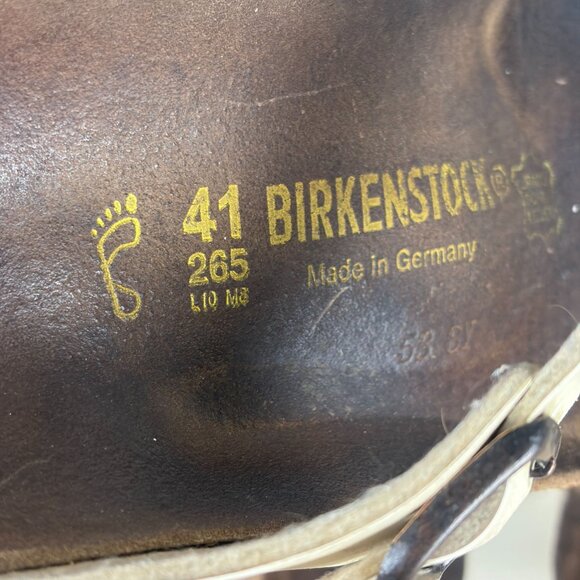 41 BIRKENSTOCK®
265 Made in Germany
L10 M8